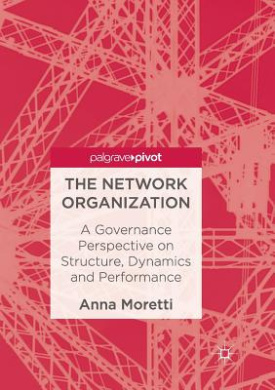 palgrave▸pivot
THE NETWORK
ORGANIZATION
A Governance
Perspective on
Structure, Dynamics
and Performance
Anna Moretti